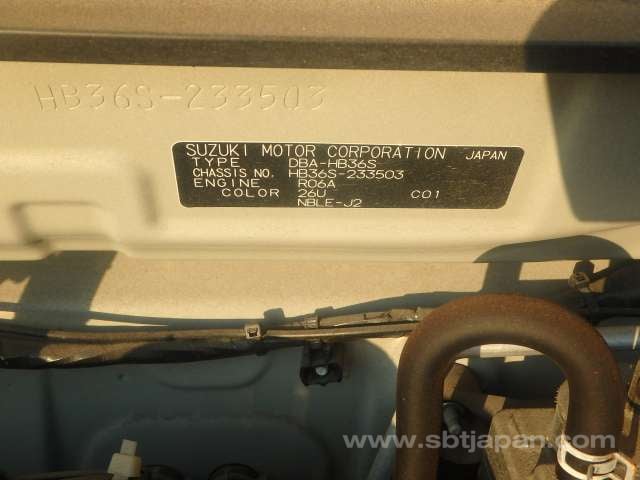 HB36S-233503
SUZUKI MOTOR CORPORATION JAPAN
TYPE DBA-HB36S
CHASSIS NO. HB36S-233503
ENGINE R06A
COLOR 26U C01
NBLE-J2
www.sbtjapan.com